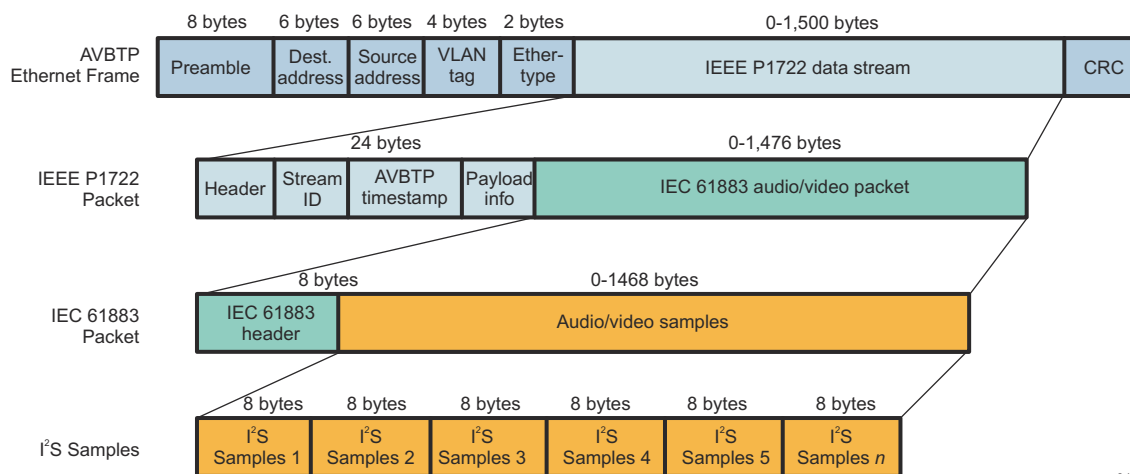 8 bytes 6 bytes 6 bytes 4 bytes 2 bytes 0-1,500 bytes
AVBTP
Ethernet Frame
Preamble
Dest.
address
Source
address
VLAN
tag
Ether-
type
IEEE P1722 data stream
CRC
24 bytes 0-1,476 bytes
IEEE P1722
Packet
Header
Stream
ID
AVBTP
timestamp
Payload
info
IEC 61883 audio/video packet
8 bytes 0-1468 bytes
IEC 61883
Packet
IEC 61883
header
Audio/video samples
8 bytes 8 bytes 8 bytes 8 bytes 8 bytes 8 bytes
I²S Samples
I²S
Samples 1
I²S
Samples 2
I²S
Samples 3
I²S
Samples 4
I²S
Samples 5
I²S
Samples n